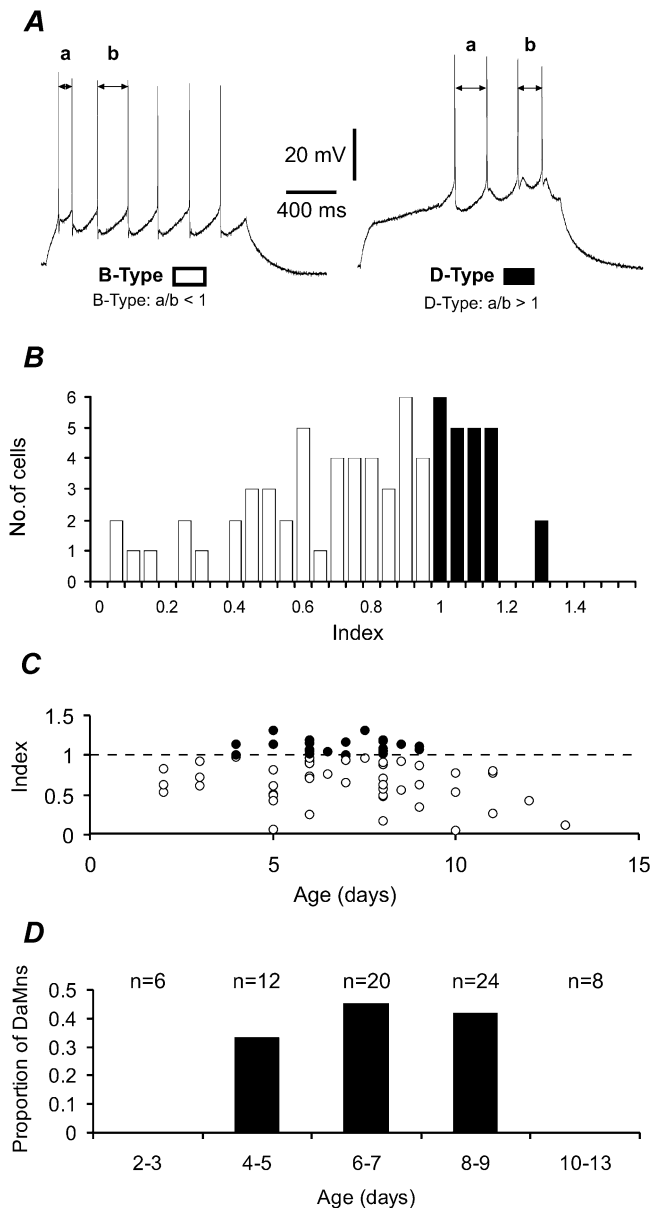 A
a b a b
20 mV
400 ms
B-Type D-Type
B-Type: a/b < 1 D-Type: a/b > 1
B
No.of cells
6
5
4
3
2
1
0
0 0.2 0.4 0.6 0.8 1 1.2 1.4
Index
C
Index
1.5
1
0.5
0
0 5 10 15
Age (days)
D
Proportion of DaMns
n=6 n=12 n=20 n=24 n=8
0.5
0.4
0.3
0.2
0.1
0
2-3 4-5 6-7 8-9 10-13
Age (days)